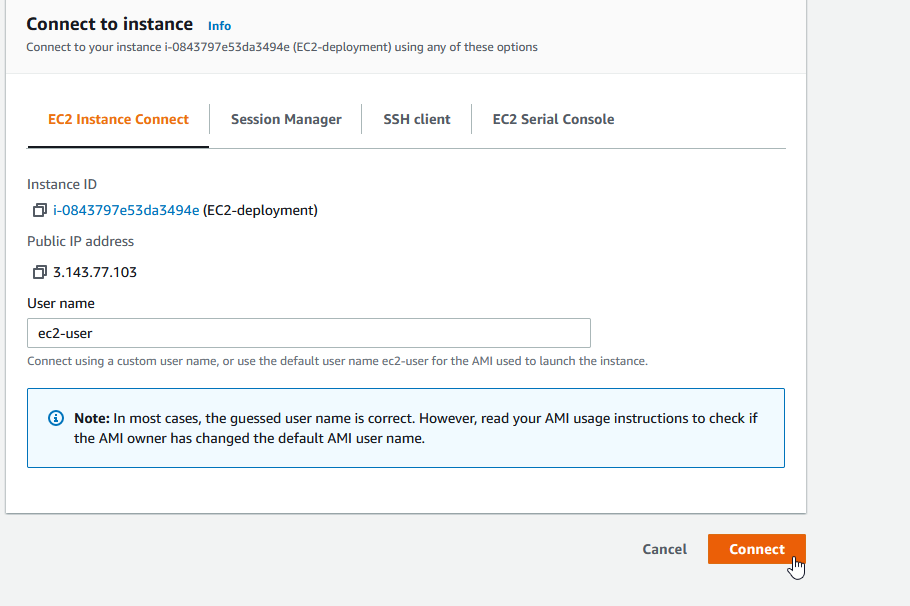 Connect to instance Info
Connect to your instance i-0843797e53da3494e (EC2-deployment) using any of these options
EC2 Instance Connect
Session Manager
SSH client
EC2 Serial Console
Instance ID
i-0843797e53da3494e (EC2-deployment)
Public IP address
3.143.77.103
User name
ec2-user
Connect using a custom user name, or use the default user name ec2-user for the AMI used to launch the instance.
Note: In most cases, the guessed user name is correct. However, read your AMI usage instructions to check if
the AMI owner has changed the default AMI user name.
Cancel
Connect